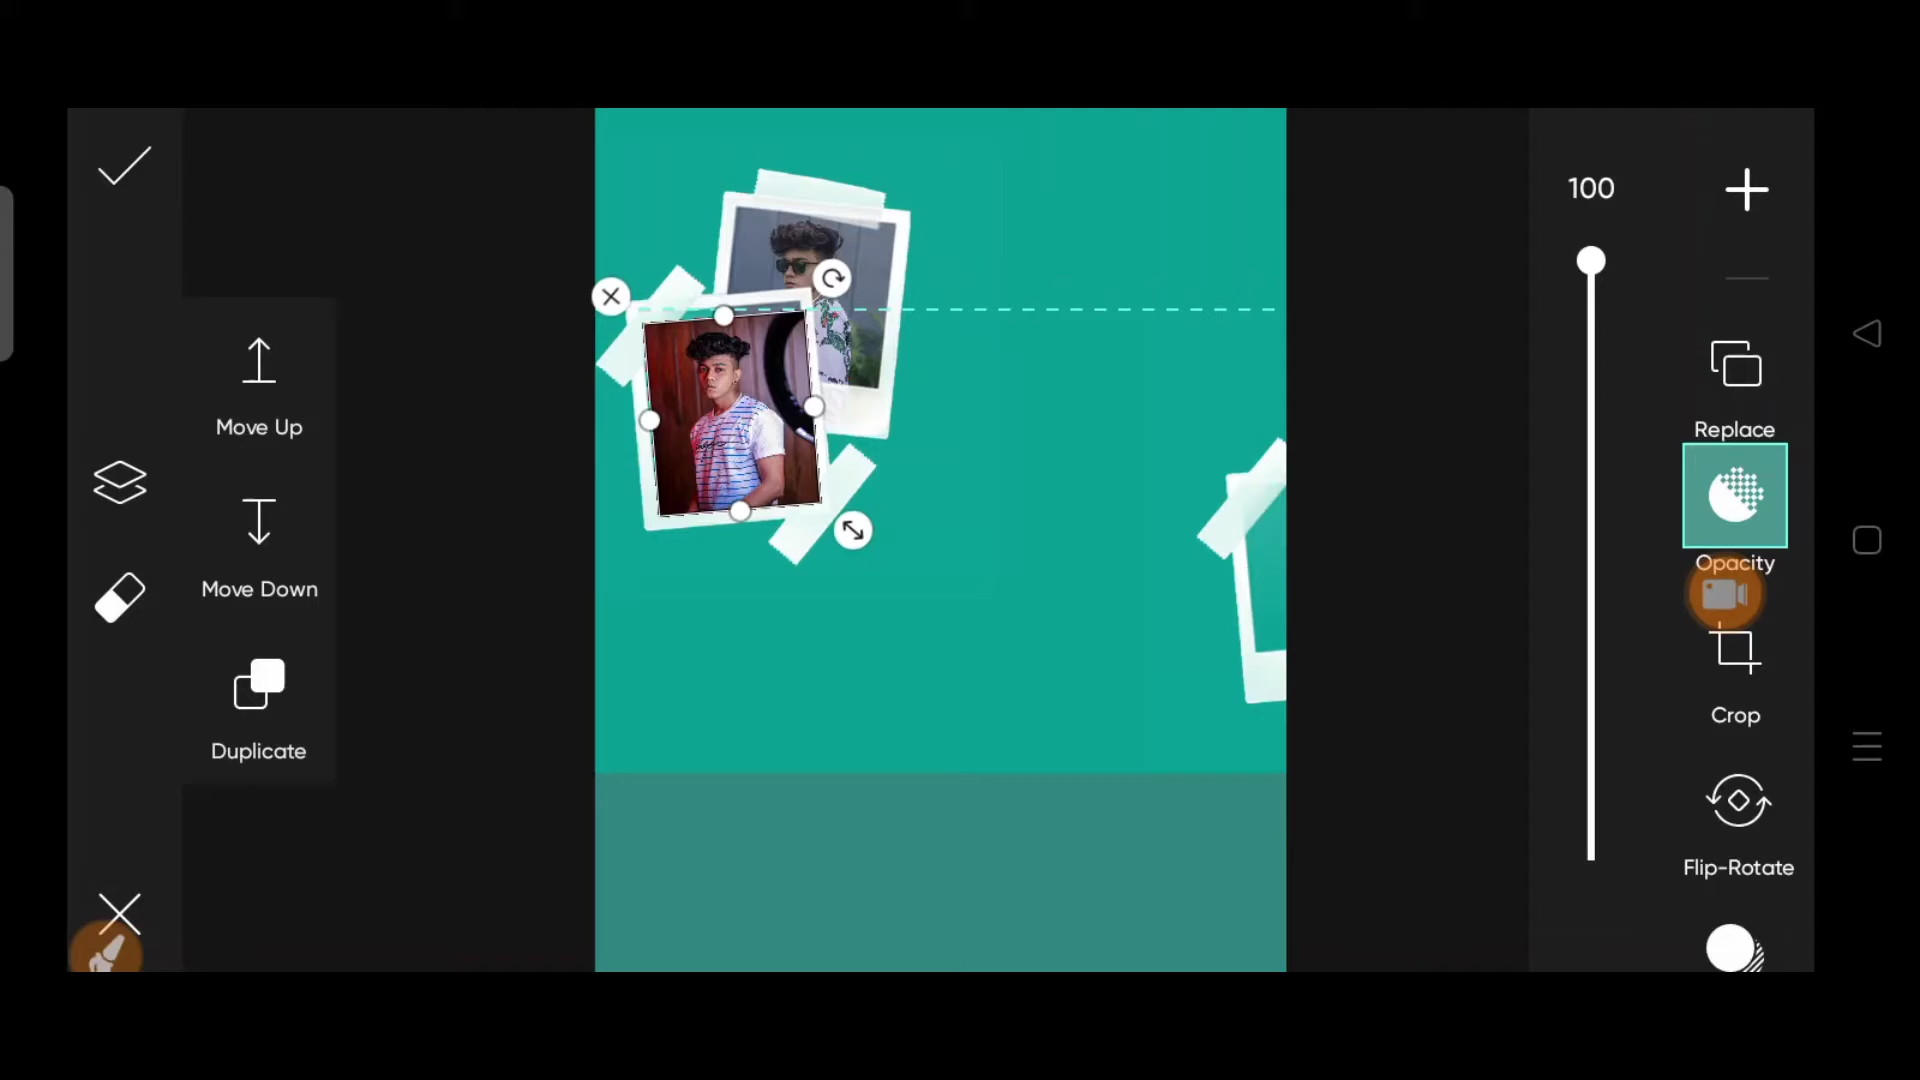 100
Move Up
Replace
Opacity
Move Down
Crop
Duplicate
Flip-Rotate